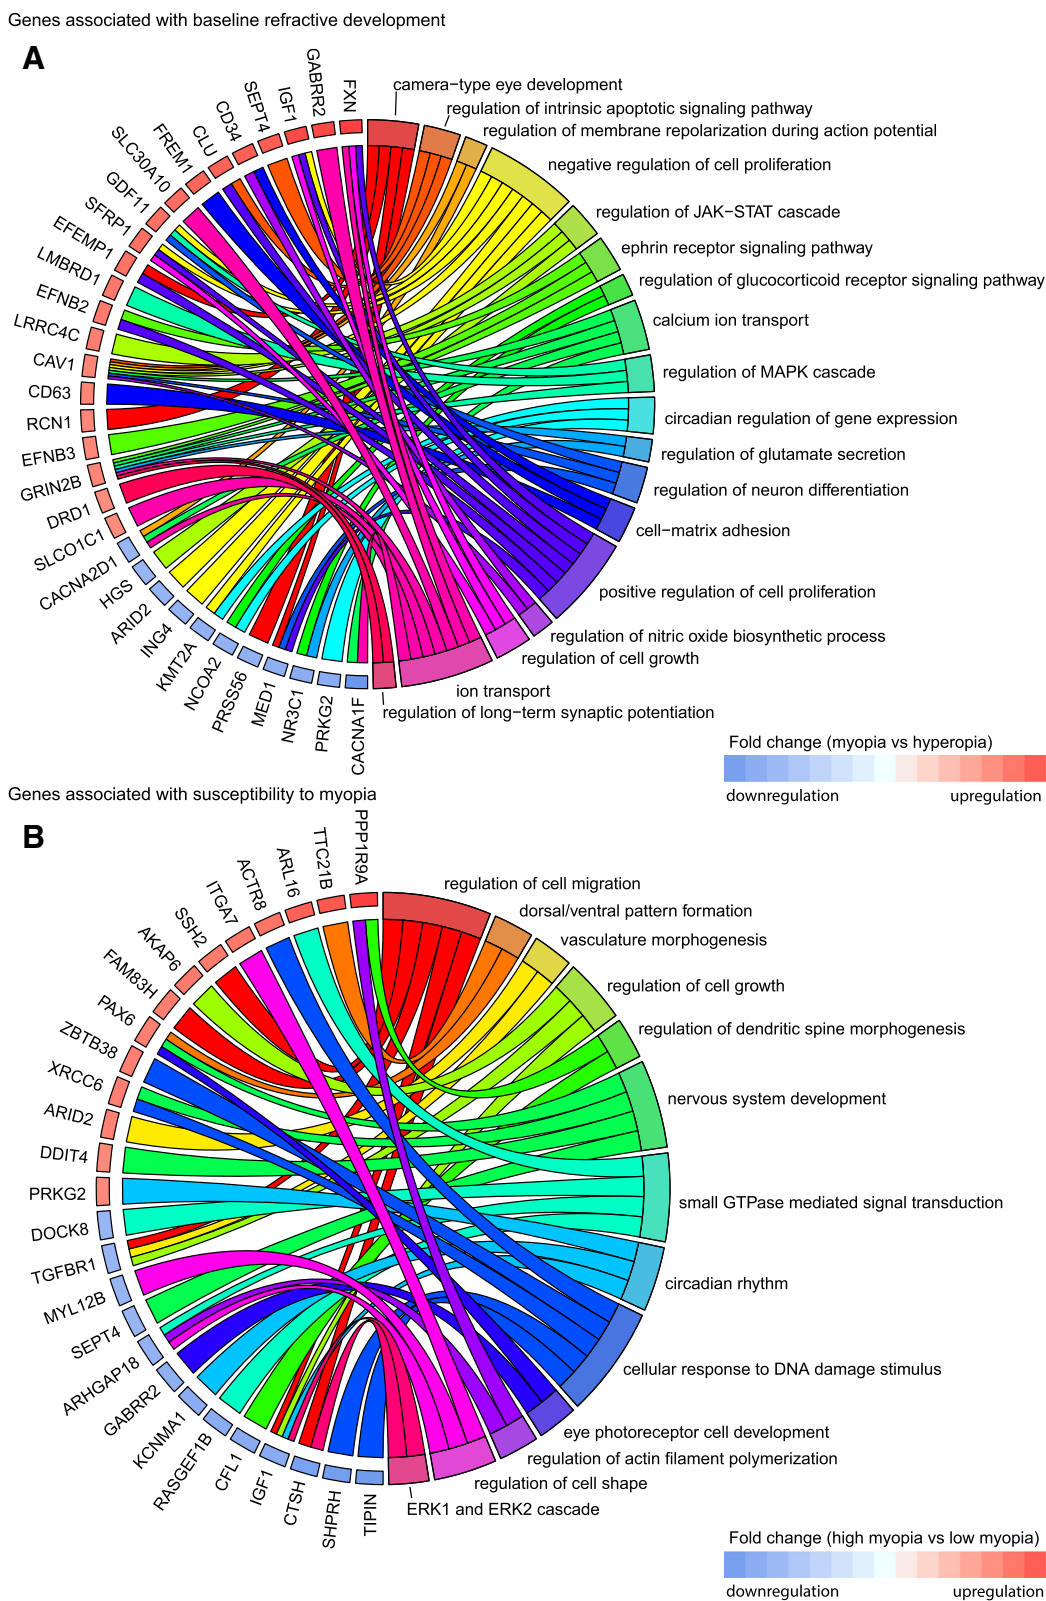 Genes associated with baseline refractive development
A
FXN
GABRR2
IGF1
SEPT4
CD34
CLU
FREM1
SLC30A10
GDF11
SFRP1
EFEMP1
LMBRD1
EFNB2
LRRC4C
CAV1
CD63
RCN1
EFNB3
GRIN2B
DRD1
SLCO1C1
CACNA2D1
HGS
ARID2
ING4
KMT2A
NCOA2
PRSS56
MED1
NR3C1
PRKG2
CACNA1F
camera−type eye development
regulation of intrinsic apoptotic signaling pathway
regulation of membrane repolarization during action potential
negative regulation of cell proliferation
regulation of JAK−STAT cascade
ephrin receptor signaling pathway
regulation of glucocorticoid receptor signaling pathway
calcium ion transport
regulation of MAPK cascade
circadian regulation of gene expression
regulation of glutamate secretion
regulation of neuron differentiation
cell−matrix adhesion
positive regulation of cell proliferation
regulation of nitric oxide biosynthetic process
regulation of cell growth
ion transport
regulation of long−term synaptic potentiation
Fold change (myopia vs hyperopia)
downregulation upregulation
Genes associated with susceptibility to myopia
B
PPP1R9A
TTC21B
ARL16
ACTR8
ITGA7
SSH2
AKAP6
FAM83H
PAX6
ZBTB38
XRCC6
ARID2
DDIT4
PRKG2
DOCK8
TGFBR1
MYL12B
SEPT4
ARHGAP18
GABRR2
KCNMA1
RASGEF1B
CFL1
IGF1
CTSH
SHPRH
TIPIN
regulation of cell migration
dorsal/ventral pattern formation
vasculature morphogenesis
regulation of cell growth
regulation of dendritic spine morphogenesis
nervous system development
small GTPase mediated signal transduction
circadian rhythm
cellular response to DNA damage stimulus
eye photoreceptor cell development
regulation of actin filament polymerization
regulation of cell shape
ERK1 and ERK2 cascade
Fold change (high myopia vs low myopia)
downregulation upregulation